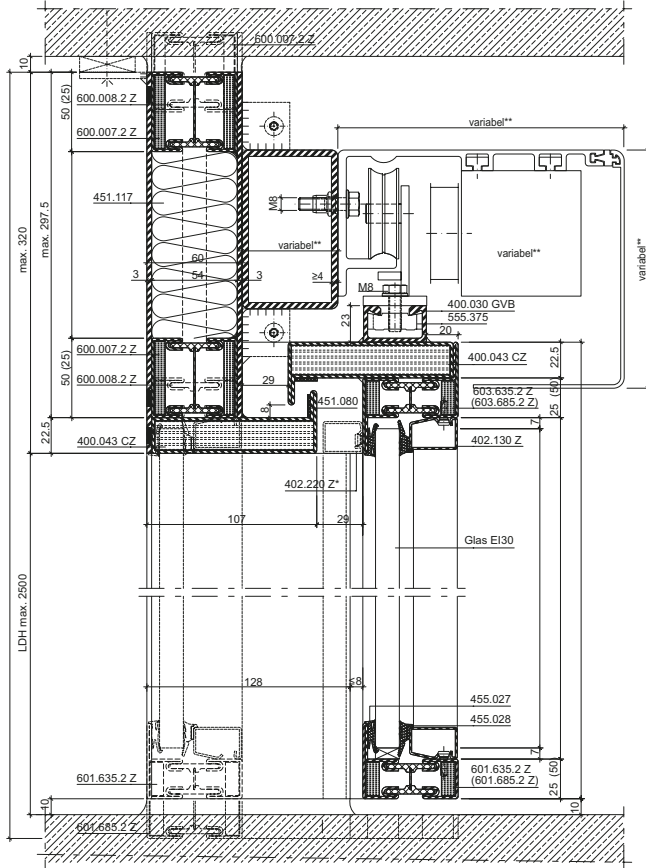 600.007.2 Z
10
600.008.2 Z
50 (25)
600.007.2 Z
variabel**
451.117
M8
max. 320
max. 297.5
variabel**
variabel**
variabel**
60
3
54
3
≥4
M8
400.030 GVB
555.375
23
20
600.007.2 Z
400.043 CZ
22.5
50 (25)
600.008.2 Z
29
603.635.2 Z
(603.685.2 Z)
25 (50)
451.080
8
7
22.5
400.043 CZ
402.130 Z
402.220 Z*
107
29
Glas EI30
LDH max. 2500
128
≤8
455.027
455.028
7
601.635.2 Z
601.635.2 Z
(601.685.2 Z)
25 (50)
10
10
601.685.2 Z